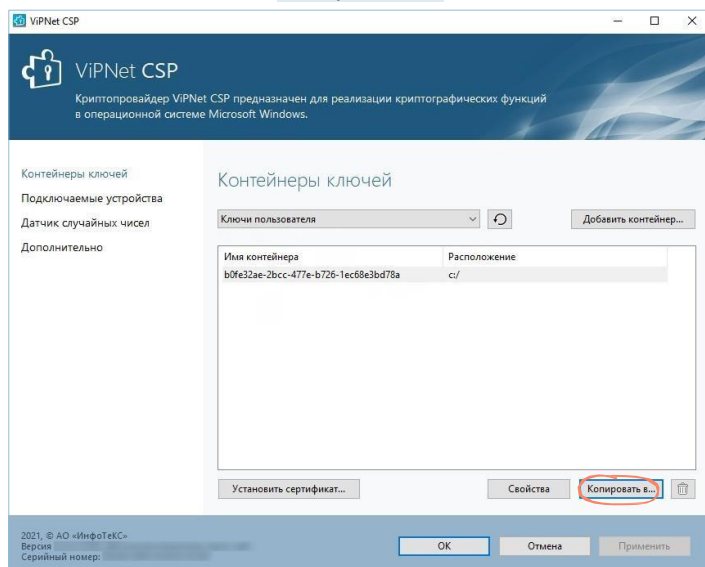 ViPNet CSP
ViPNet CSP
Криптопровайдер ViPNet CSP предназначен для реализации криптографических функций
в операционной системе Microsoft Windows.
Контейнеры ключей
Подключаемые устройства
Датчик случайных чисел
Дополнительно
Контейнеры ключей
Ключи пользователя
Добавить контейнер...
Имя контейнера Расположение
b0fe32ae-2bcc-477e-b726-1ec68e3bd78a c:/
Установить сертификат...
Свойства
Копировать в...
2021, © АО «ИнфоТеКС»
Версия
Серийный номер:
ОК
Отмена
Применить